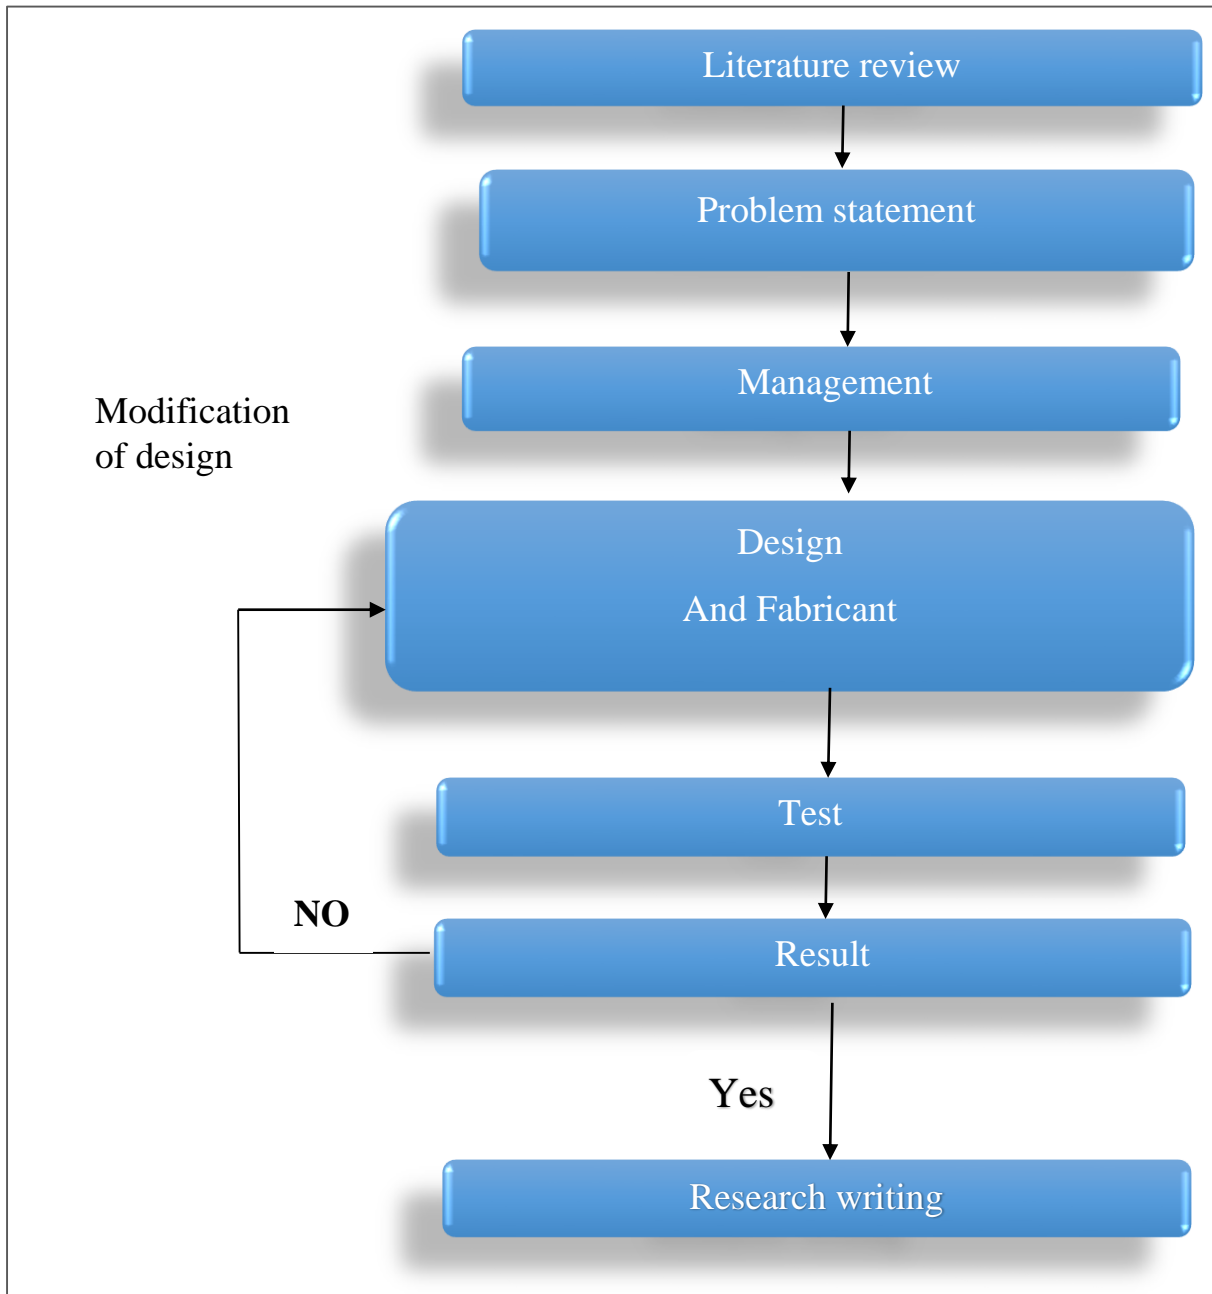 Literature review
Problem statement
Management
Modification
of design
Design
And Fabricant
Test
NO
Result
Yes
Research writing